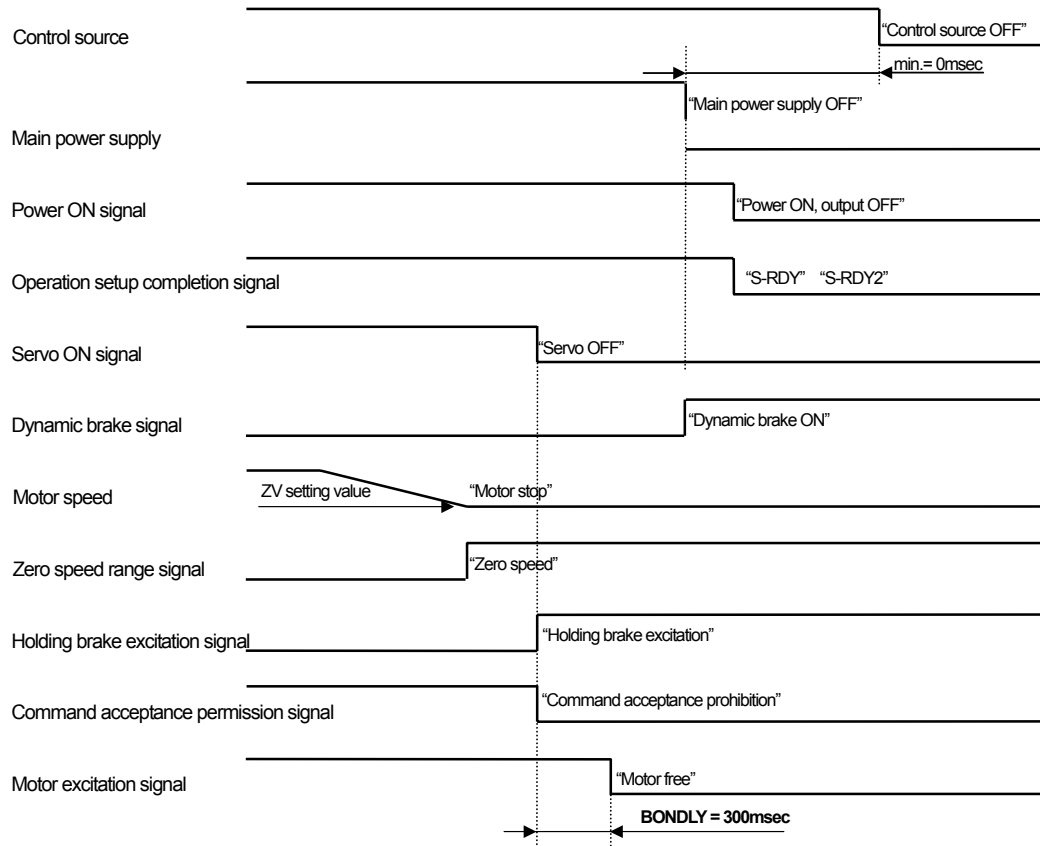 Control source
“Control source OFF”
min.= 0msec
“Main power supply OFF”
Main power supply
Power ON signal
“Power ON, output OFF”
Operation setup completion signal
“S-RDY” “S-RDY2”
Servo ON signal
“Servo OFF”
Dynamic brake signal
“Dynamic brake ON”
Motor speed
ZV setting value
“Motor stop”
Zero speed range signal
“Zero speed”
Holding brake excitation signal
“Holding brake excitation”
Command acceptance permission signal
“Command acceptance prohibition”
Motor excitation signal
“Motor free”
BONDLY = 300msec